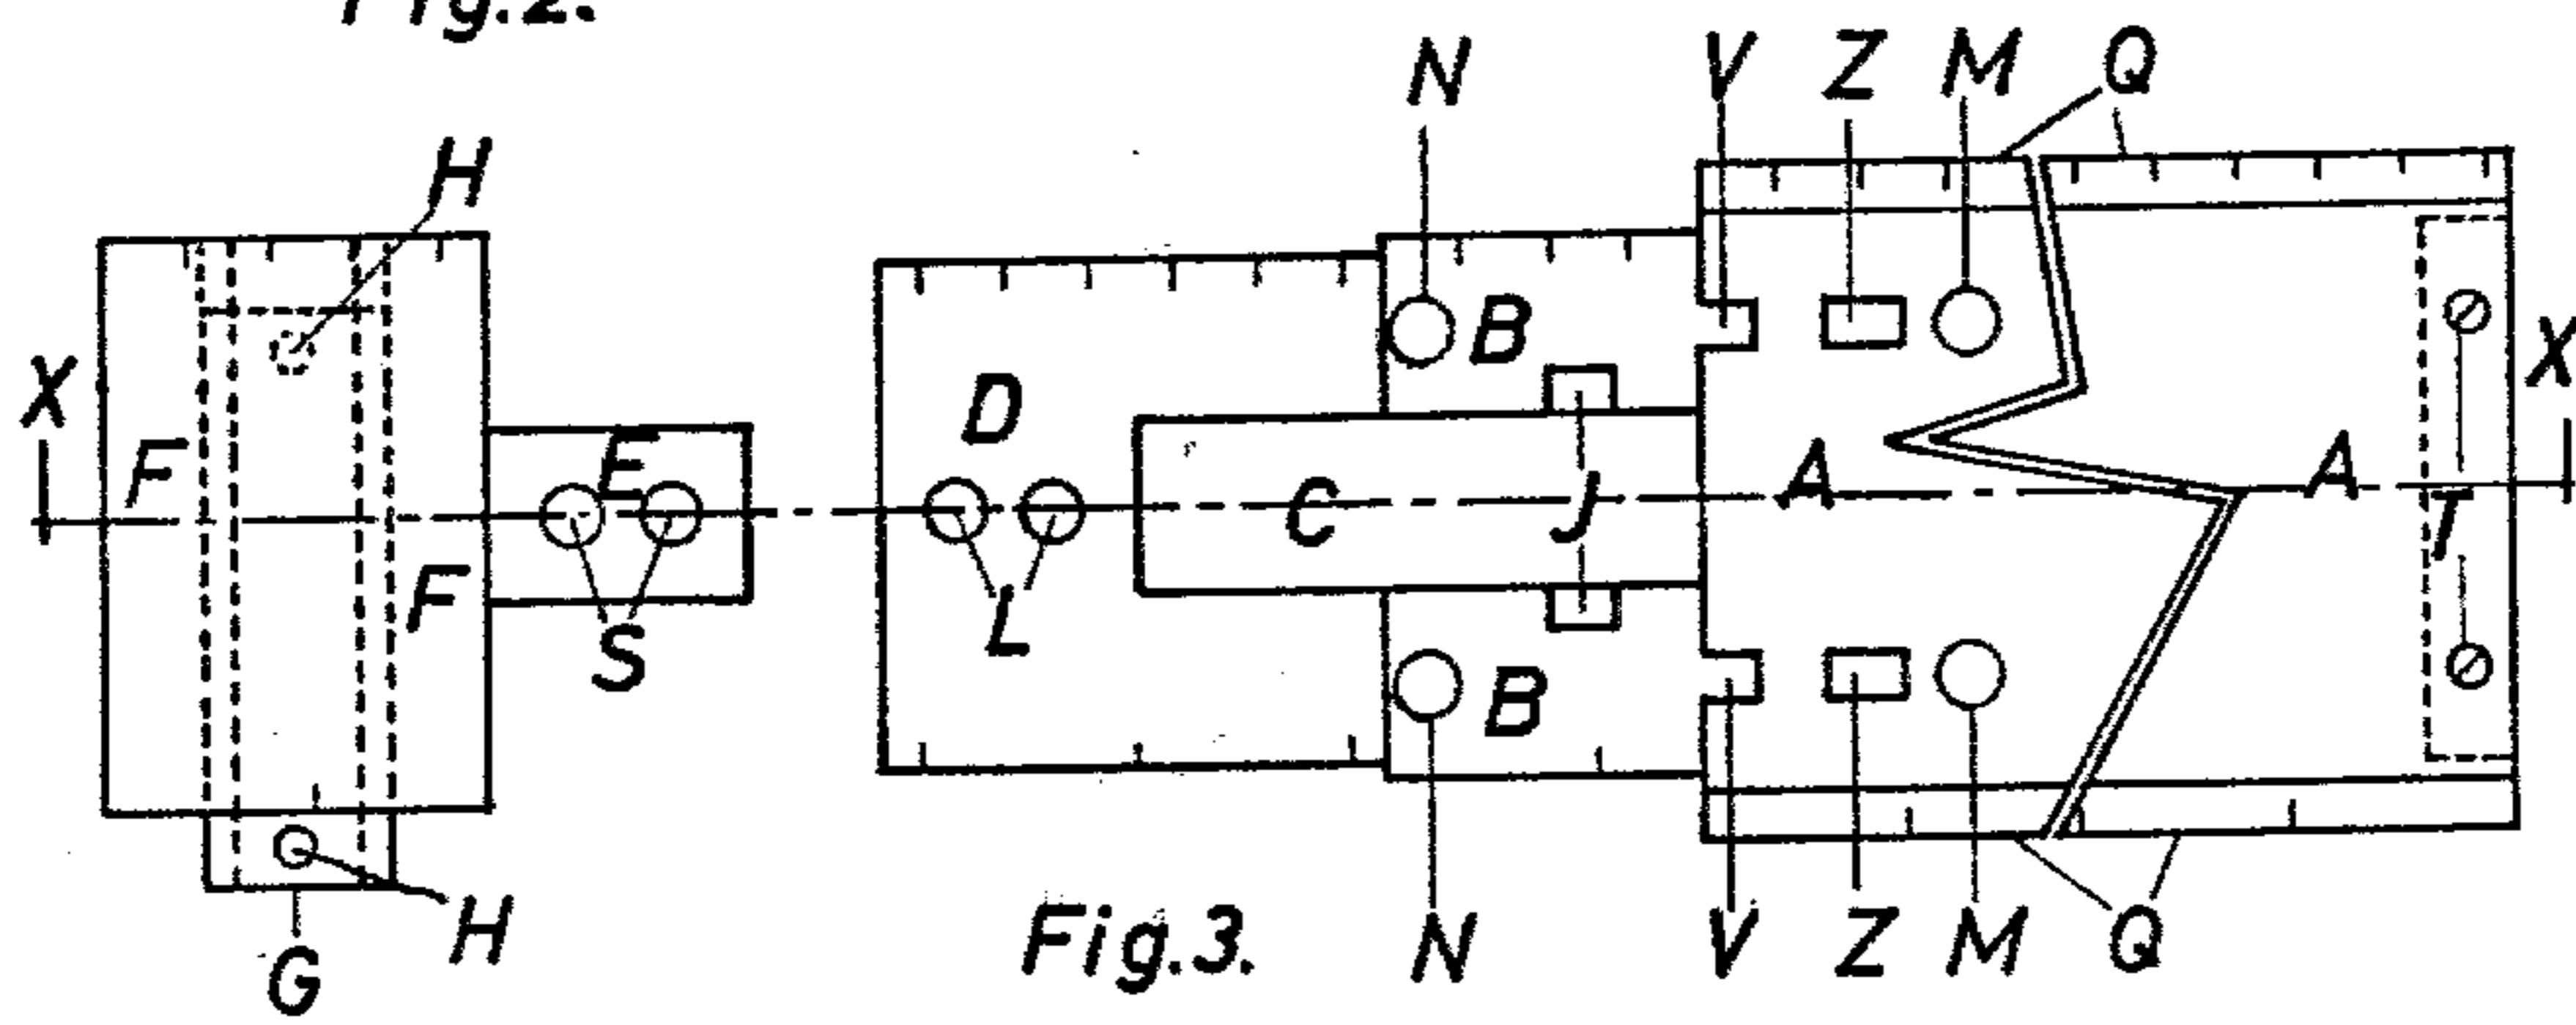 Fig.2.
N V Z M Q
H
B
X D X
F E C J A A
F T
L
S B
H N V Z M Q
G Fig.3.